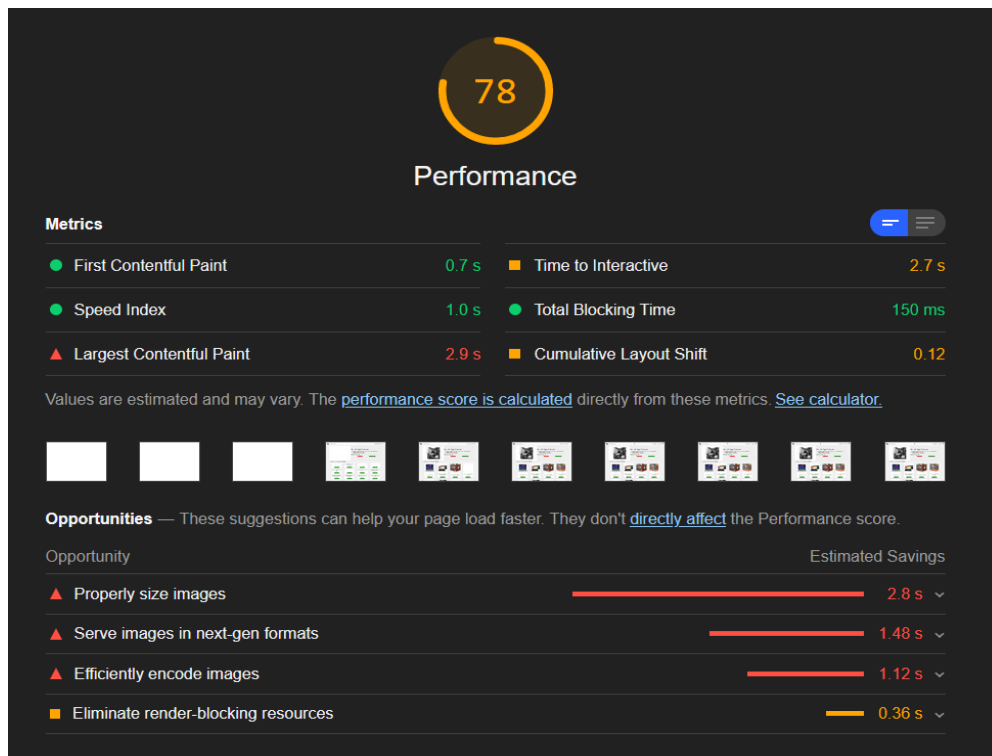 78
Performance
Metrics
First Contentful Paint 0.7 s
Time to Interactive 2.7 s
Speed Index 1.0 s
Total Blocking Time 150 ms
Largest Contentful Paint 2.9 s
Cumulative Layout Shift 0.12
Values are estimated and may vary. The performance score is calculated directly from these metrics. See calculator.
Opportunities — These suggestions can help your page load faster. They don't directly affect the Performance score.
Opportunity Estimated Savings
Properly size images 2.8 s
Serve images in next-gen formats 1.48 s
Efficiently encode images 1.12 s
Eliminate render-blocking resources 0.36 s